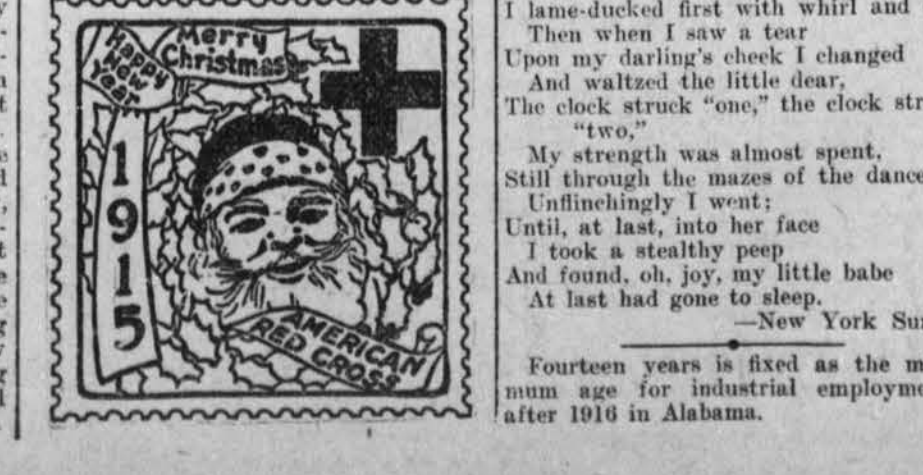 Happy
New
Year
Merry
Christmas
1
9
1
5
AMERICAN
RED CROSS
I lame-ducked first with whirl and
Then when I saw a tear
Upon my darling's cheek I changed
And waltzed the little dear,
The clock struck "one," the clock str
"two,"
My strength was almost spent,
Still through the mazes of the dance
Unflinchingly I went;
Until, at last, into her face
I took a stealthy peep
And found, oh, joy, my little babe
At last had gone to sleep.
—New York Su
Fourteen years is fixed as the m
mum age for industrial employme
after 1916 in Alabama.